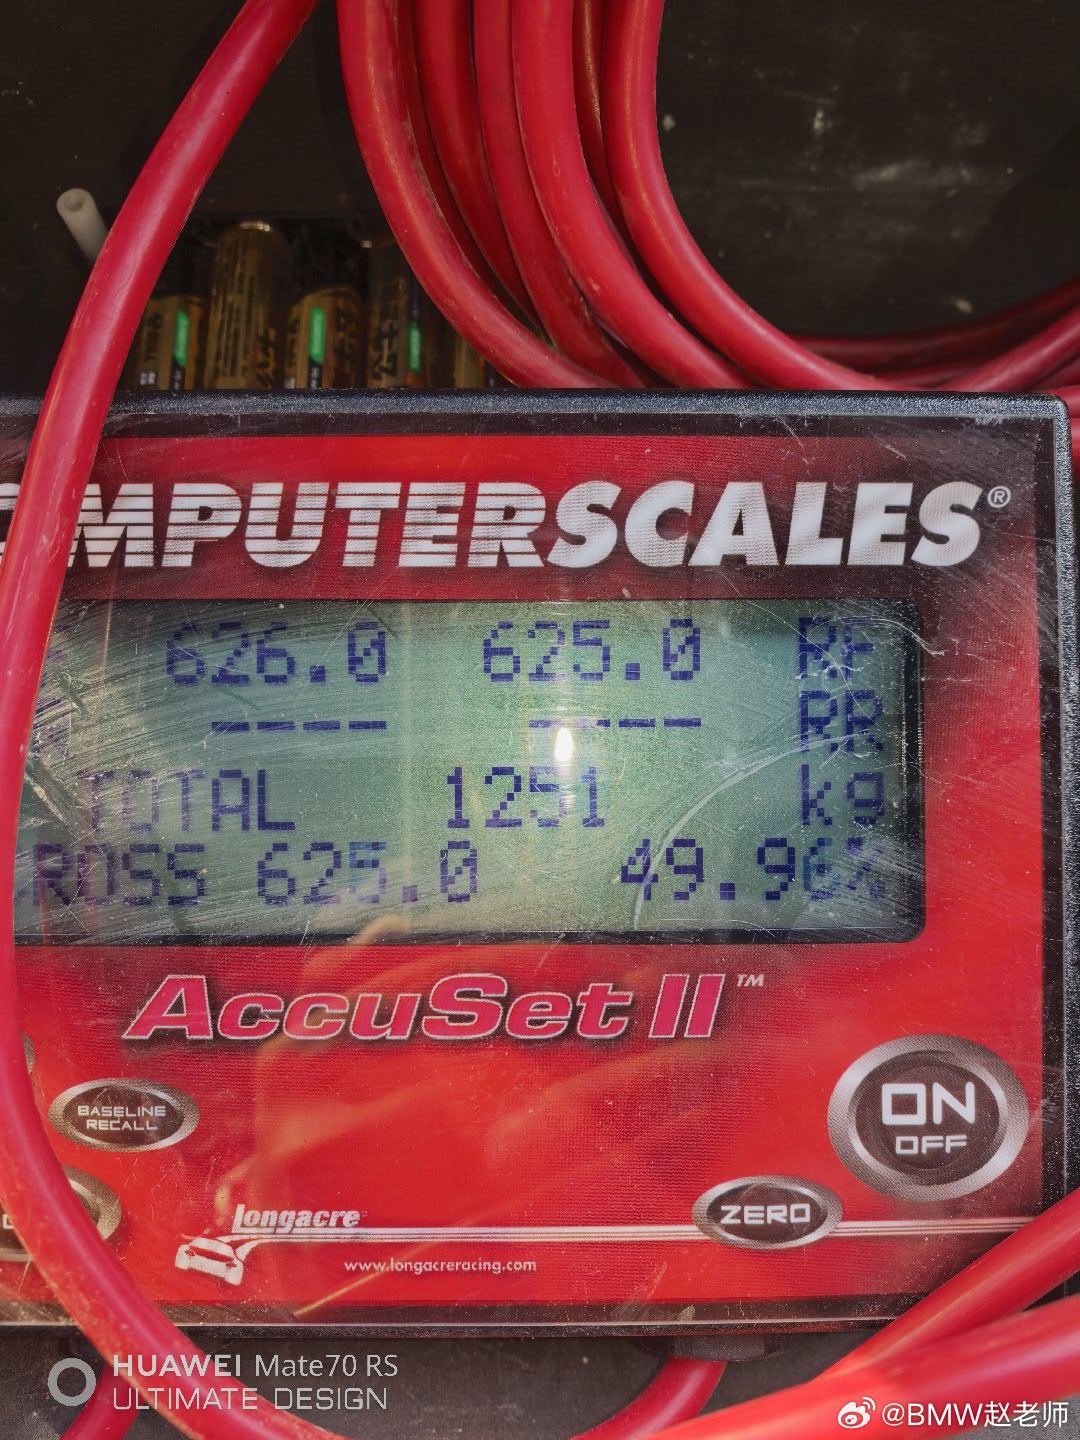 COMPUTERSCALES®
626.0 625.0 RF
---- ---- RR
TOTAL 1251 kg
CROSS 625.0 49.96%
AccuSet II™
BASELINE
RECALL
ON
OFF
ZERO
longacre
www.longacreracing.com
HUAWEI Mate70 RS
ULTIMATE DESIGN
@BMW赵老师